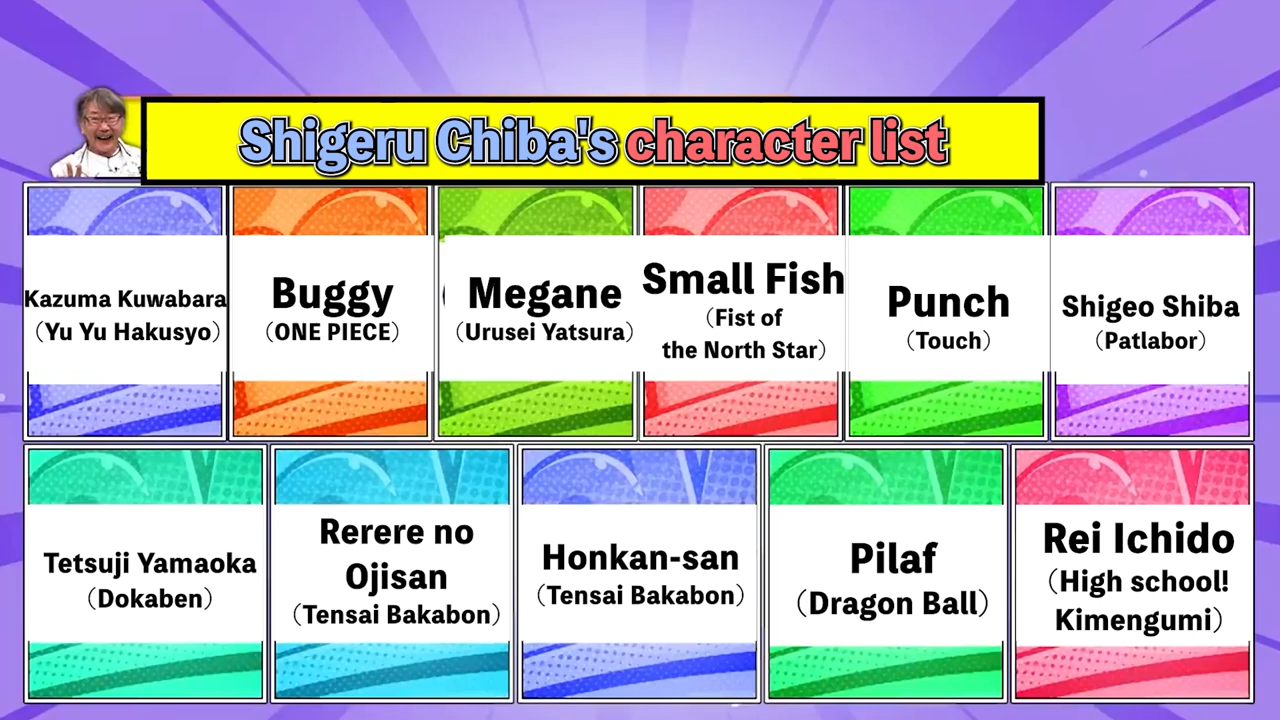 Shigeru Chiba's character list
Kazuma Kuwabara
（Yu Yu Hakusyo）
Buggy
（ONE PIECE）
Megane
（Urusei Yatsura）
Small Fish
（Fist of
the North Star）
Punch
（Touch）
Shigeo Shiba
（Patlabor）
Tetsuji Yamaoka
（Dokaben）
Rerere no
Ojisan
（Tensai Bakabon）
Honkan-san
（Tensai Bakabon）
Pilaf
（Dragon Ball）
Rei Ichido
（High school!
Kimengumi）